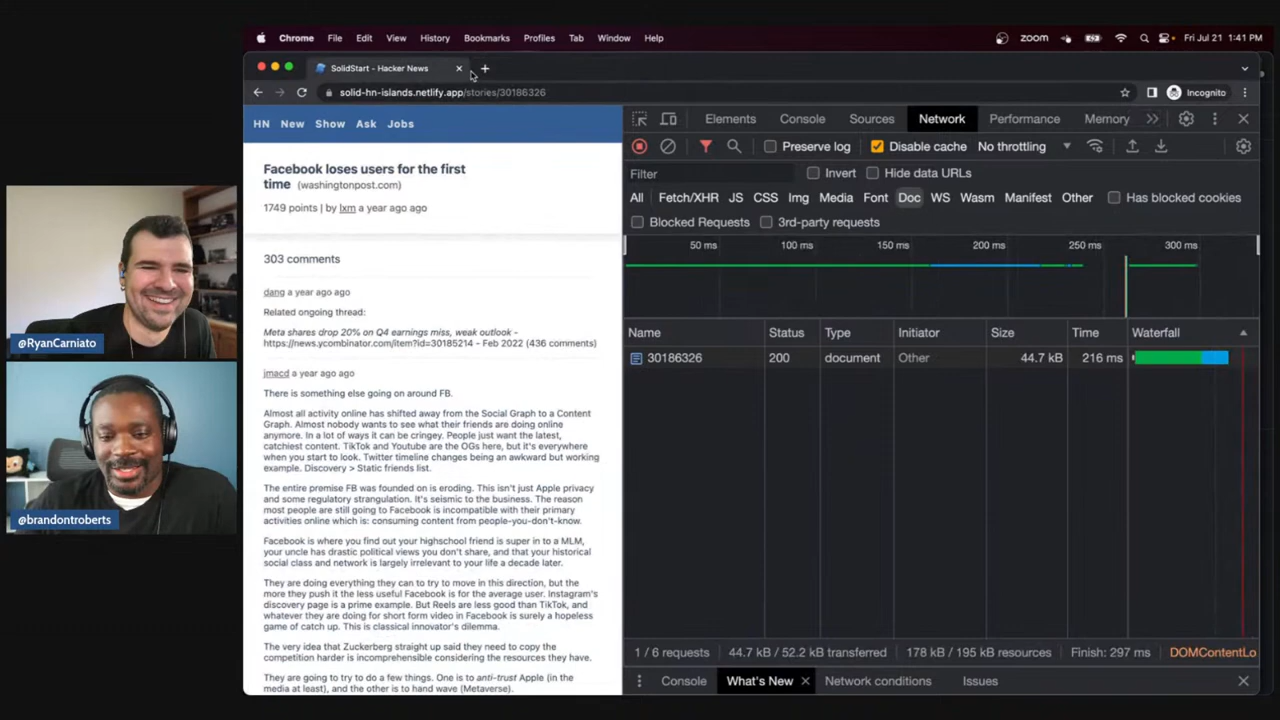 Chrome File Edit View History Bookmarks Profiles Tab Window Help
zoom Fri Jul 21 1:41 PM
SolidStart - Hacker News
solid-hn-islands.netlify.app/stories/30186326
Incognito
HN New Show Ask Jobs
Facebook loses users for the first
time (washingtonpost.com)
1749 points | by lxm a year ago ago
303 comments
dang a year ago ago
Related ongoing thread:
Meta shares drop 20% on Q4 earnings miss, weak outlook -
https://news.ycombinator.com/item?id=30185214 - Feb 2022 (436 comments)
jmacd a year ago ago
There is something else going on around FB.
Almost all activity online has shifted away from the Social Graph to a Content
Graph. Almost nobody wants to see what their friends are doing online
anymore. In a lot of ways it can be cringey. People just want the latest,
catchiest content. TikTok and Youtube are the OGs here, but it's everywhere
when you start to look. Twitter timeline changes being an awkward but working
example. Discovery > Static friends list.
The entire premise FB was founded on is eroding. This isn't just Apple privacy
and some regulatory strangulation. It's seismic to the business. The reason
most people are still going to Facebook is incompatible with their primary
activities online which is: consuming content from people-you-don't-know.
Facebook is where you find out your highschool friend is super in to a MLM,
your uncle has drastic political views you don't share, and that your historical
social class and network is largely irrelevant to your life a decade later.
They are doing everything they can to try to move in this direction, but the
more they push it the less useful Facebook is for the average user. Instagram's
discovery page is a prime example. But Reels are less good than TikTok, and
whatever they are doing for short form video in Facebook is surely a hopeless
game of catch up. This is classical innovator's dilemma.
The very idea that Zuckerberg straight up said they need to copy the
competition harder is incomprehensible considering the resources they have.
They are going to try to do a few things. One is to anti-trust Apple (in the
media at least), and the other is to hand wave (Metaverse).
Elements Console Sources Network Performance Memory
Preserve log Disable cache No throttling
Filter Invert Hide data URLs
All Fetch/XHR JS CSS Img Media Font Doc WS Wasm Manifest Other Has blocked cookies
Blocked Requests 3rd-party requests
50 ms 100 ms 150 ms 200 ms 250 ms 300 ms
Name Status Type Initiator Size Time Waterfall
30186326 200 document Other 44.7 kB 216 ms
1 / 6 requests 44.7 kB / 52.2 kB transferred 178 kB / 195 kB resources Finish: 297 ms DOMContentLo
Console What's New Network conditions Issues
@RyanCarniato
@brandontroberts